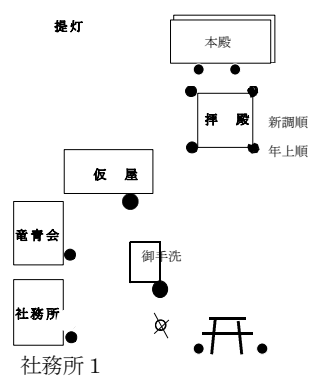 提灯
本殿
拝 殿
新調順
年上順
仮 屋
竜青会
御手洗
社務所
社務所１